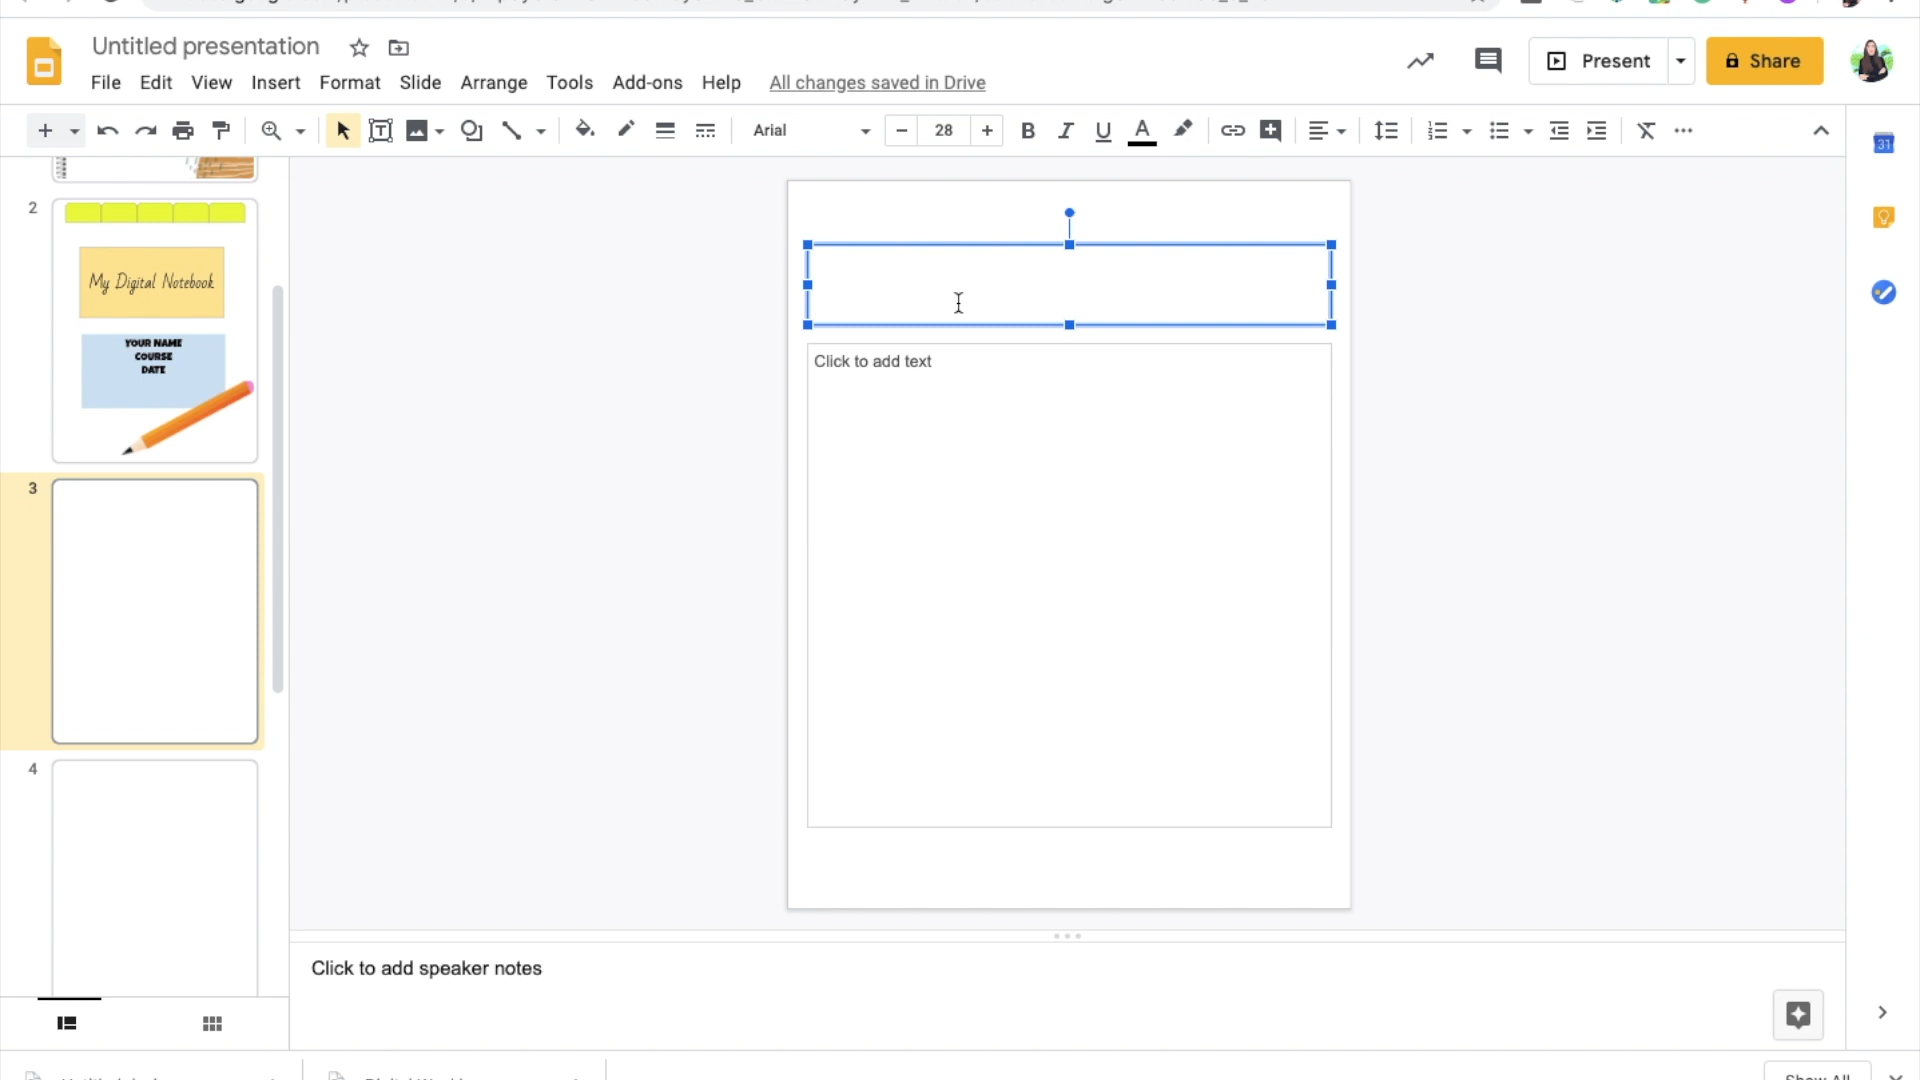 Untitled presentation
File Edit View Insert Format Slide Arrange Tools Add-ons Help All changes saved in Drive
Present
Share
Arial
28
31
2
My Digital Notebook
YOUR NAME
COURSE
DATE
3
4
Click to add text
Click to add speaker notes
Show All